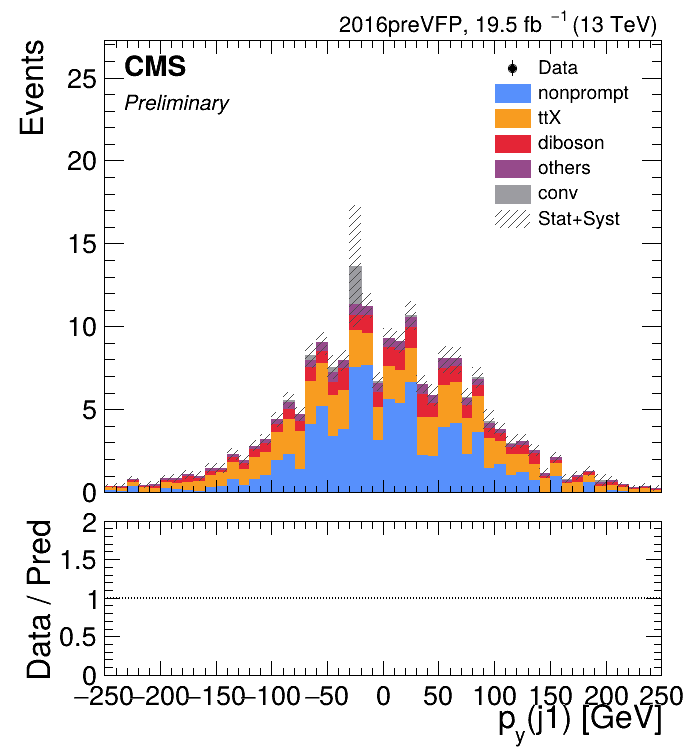 2016preVFP, 19.5 fb⁻¹ (13 TeV)
Events
CMS
Preliminary
Data
nonprompt
ttX
diboson
others
conv
Stat+Syst
25
20
15
10
5
0
Data / Pred
2
1.5
1
0.5
0
−250 −200 −150 −100 −50 0 50 100 150 200 250
p_y(j1) [GeV]